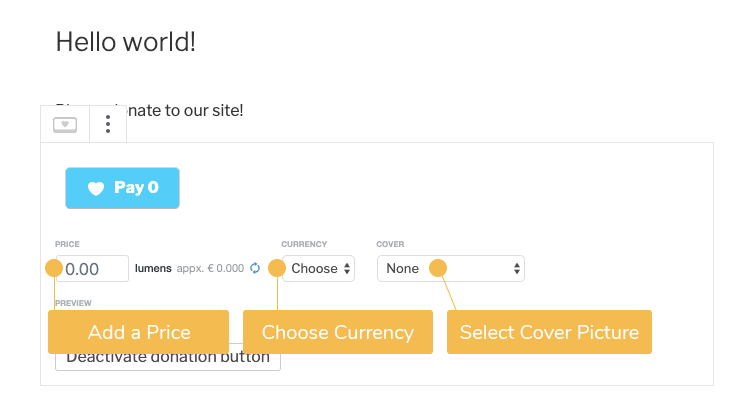 Hello world!
nate to our site!
Pay 0
PRICE
CURRENCY
COVER
0.00
lumens appx. € 0.000
Choose
None
PREVIEW
Add a Price
Choose Currency
Select Cover Picture
Deactivate donation button